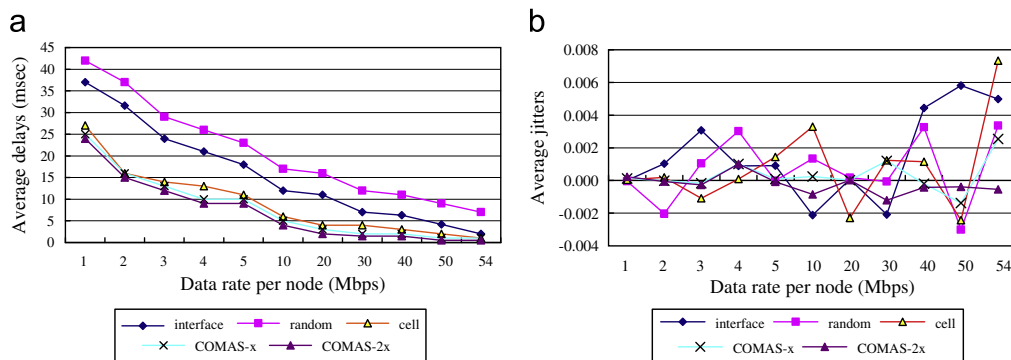 a
Average delays (msec)
45
40
35
30
25
20
15
10
5
0
1 2 3 4 5 10 20 30 40 50 54
Data rate per node (Mbps)
interface random cell
COMAS-x COMAS-2x
b
Average jitters
0.008
0.006
0.004
0.002
0.000
-0.002
-0.004
1 2 3 4 5 10 20 30 40 50 54
Data rate per node (Mbps)
interface random cell
COMAS-x COMAS-2x